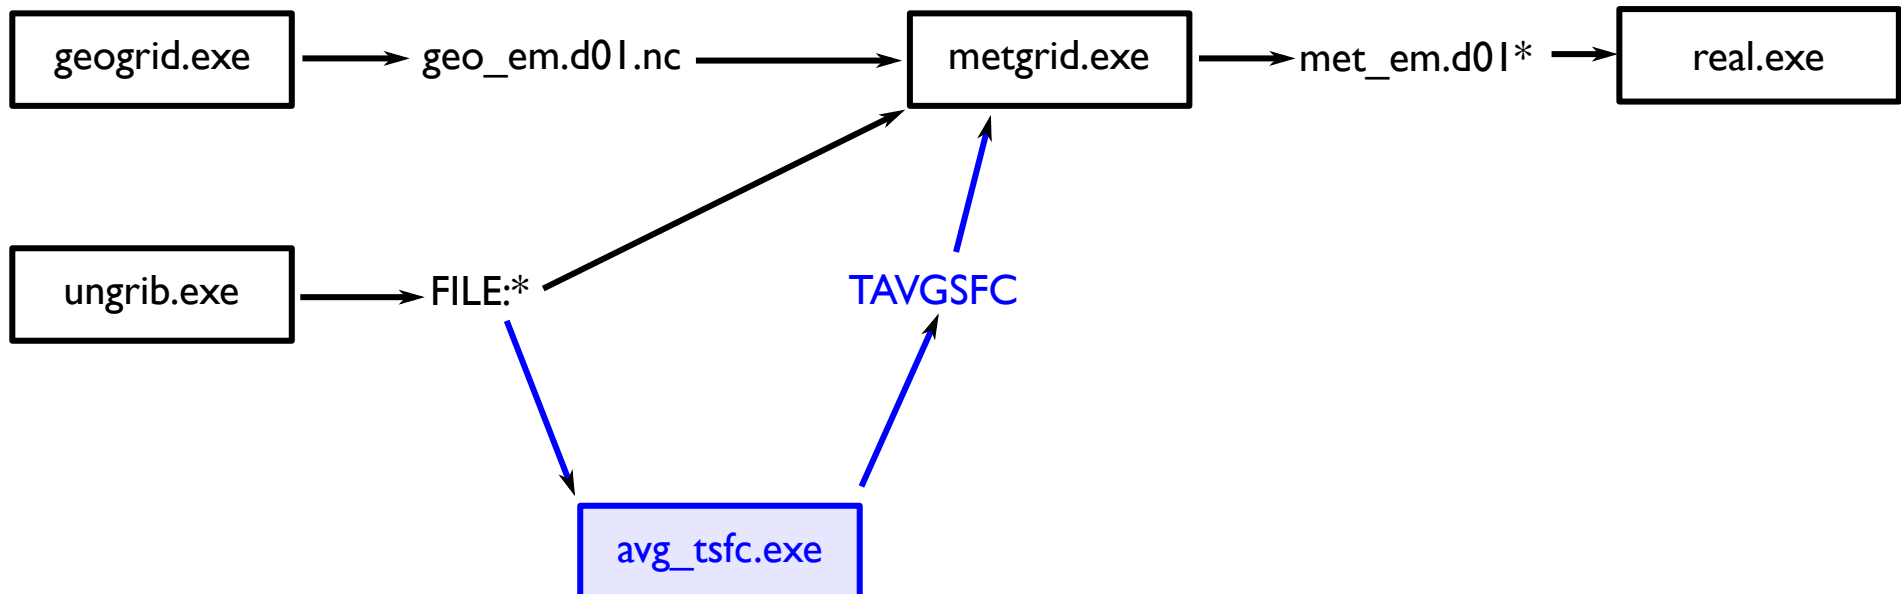 geogrid.exe
geo_em.d01.nc
metgrid.exe
met_em.d01*
real.exe
ungrib.exe
FILE:*
TAVGSFC
avg_tsfc.exe